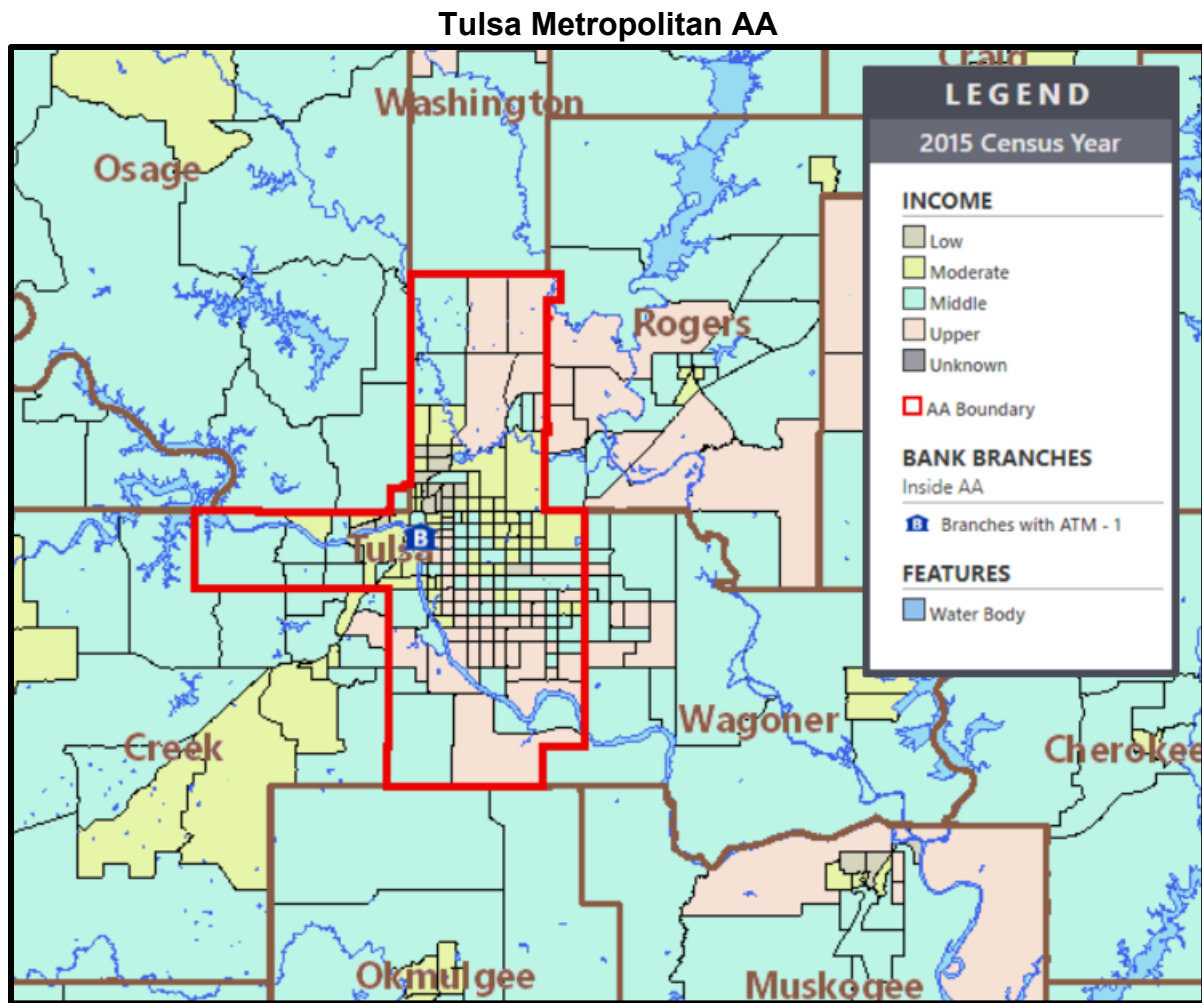 Tulsa Metropolitan AA
Craig
Washington
Osage
Rogers
Tulsa
B
Wagoner
Creek
Cherokee
Okmulgee
Muskogee
LEGEND
2015 Census Year
INCOME
Low
Moderate
Middle
Upper
Unknown
AA Boundary
BANK BRANCHES
Inside AA
B Branches with ATM - 1
FEATURES
Water Body